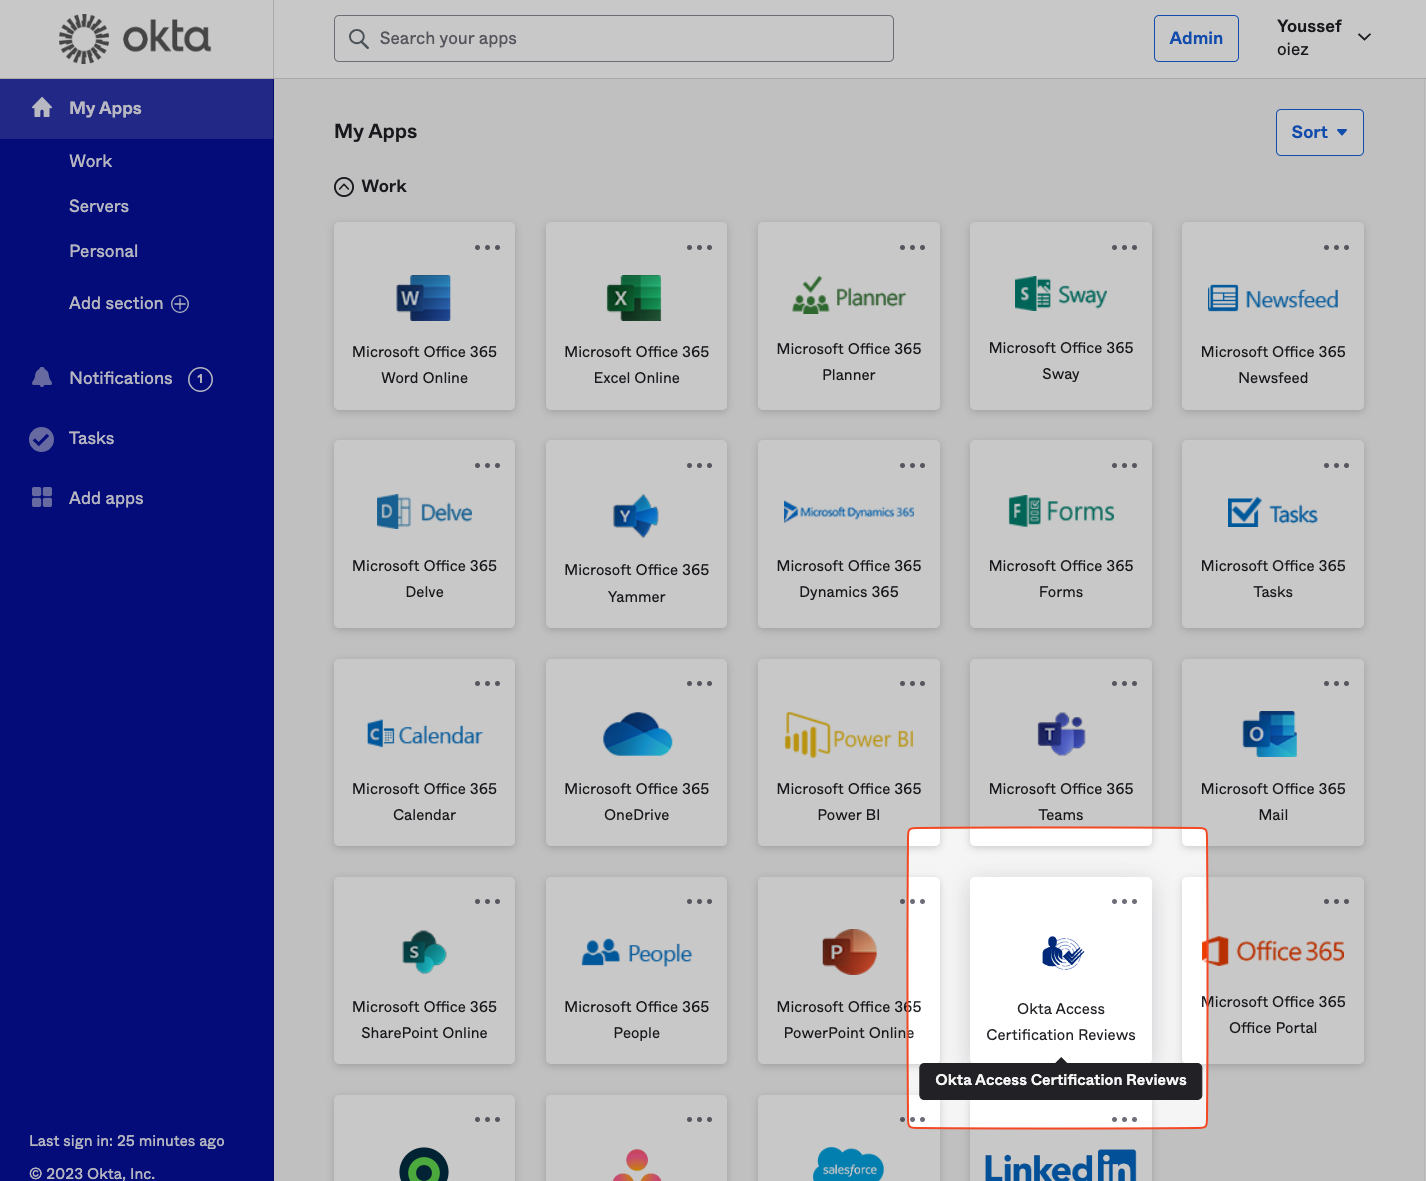 okta
Search your apps
Admin
Youssef
oiez
My Apps
Work
Servers
Personal
Add section
Notifications 1
Tasks
Add apps
Last sign in: 25 minutes ago
© 2023 Okta, Inc.
My Apps
Sort
Work
W
Microsoft Office 365
Word Online
X
Microsoft Office 365
Excel Online
Planner
Microsoft Office 365
Planner
S Sway
Microsoft Office 365
Sway
Newsfeed
Microsoft Office 365
Newsfeed
D Delve
Microsoft Office 365
Delve
Y
Microsoft Office 365
Yammer
Microsoft Dynamics 365
Microsoft Office 365
Dynamics 365
F Forms
Microsoft Office 365
Forms
Tasks
Microsoft Office 365
Tasks
C Calendar
Microsoft Office 365
Calendar
Microsoft Office 365
OneDrive
Power BI
Microsoft Office 365
Power BI
T
Microsoft Office 365
Teams
O
Microsoft Office 365
Mail
S
Microsoft Office 365
SharePoint Online
People
Microsoft Office 365
People
P
Microsoft Office 365
PowerPoint Online
Okta Access
Certification Reviews
Okta Access Certification Reviews
Office 365
Microsoft Office 365
Office Portal
salesforce
Linkedin